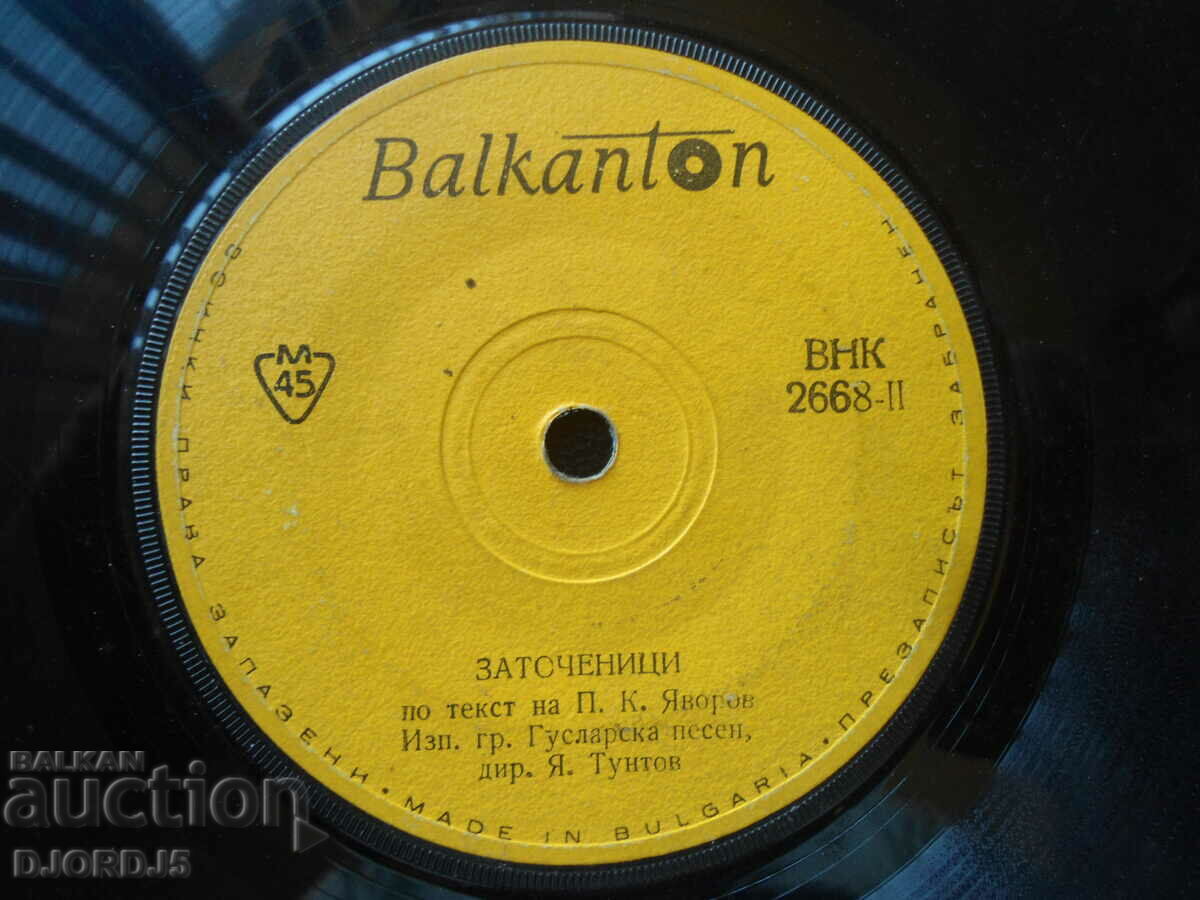 Balkanton
M
45
ВНК
2668-II
ЗАТОЧЕНИЦИ
по текст на П. К. Яворов
Изп. гр. Гусларска песен,
дир. Я. Тунтов
ВСИЧКИ ПРАВА ЗАПАЗЕНИ • MADE IN BULGARIA • ПРЕЗАПИСЪТ ЗАБРАНЕН
BALKAN
auction
DJORDJ5